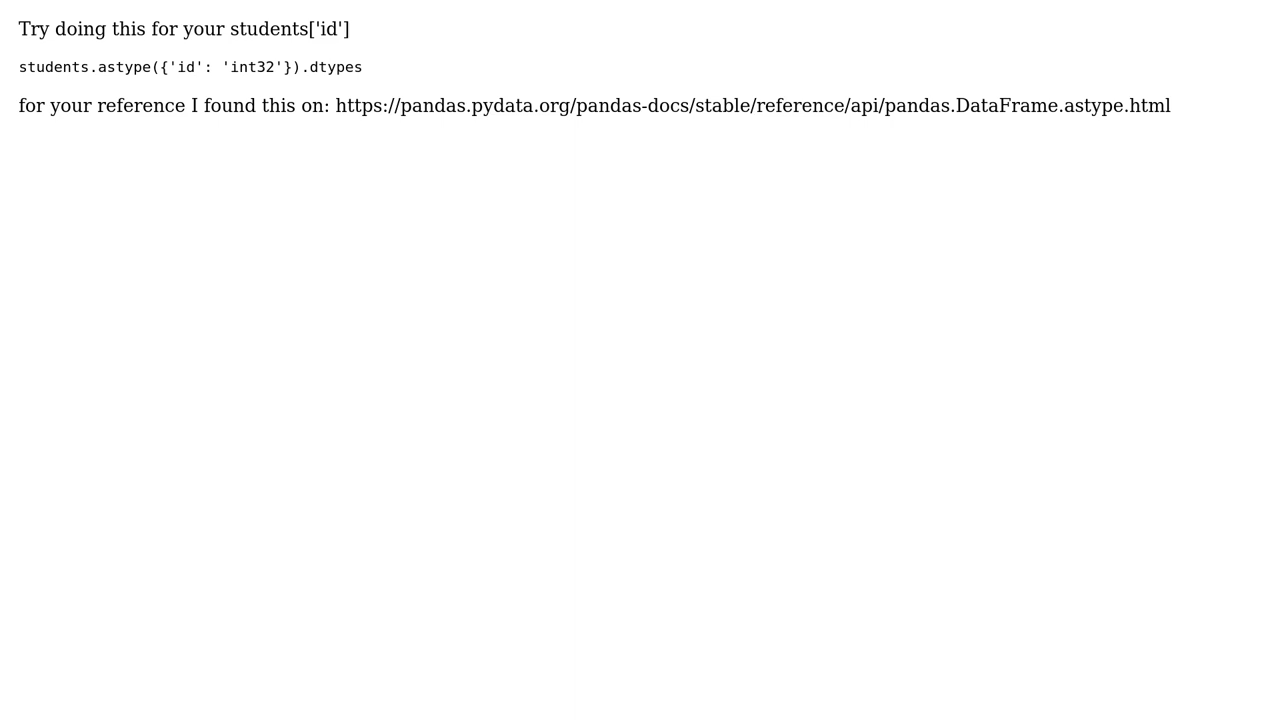 Try doing this for your students['id']
students.astype({'id': 'int32'}).dtypes
for your reference I found this on: https://pandas.pydata.org/pandas-docs/stable/reference/api/pandas.DataFrame.astype.html